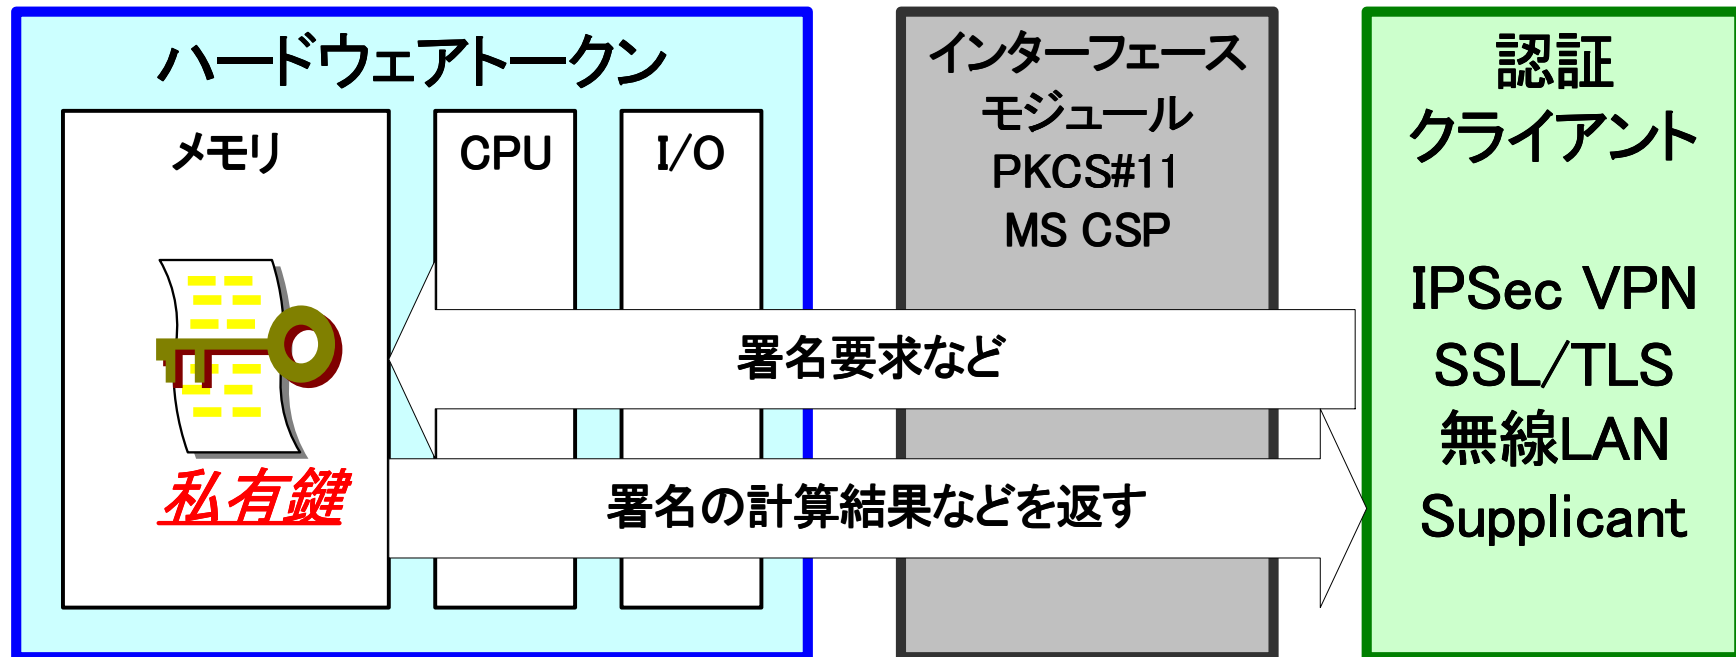 ハードウェアトークン
メモリ
CPU
I/O
私有鍵
インターフェース
モジュール
PKCS#11
MS CSP
署名要求など
署名の計算結果などを返す
認証
クライアント
IPSec VPN
SSL/TLS
無線LAN
Supplicant